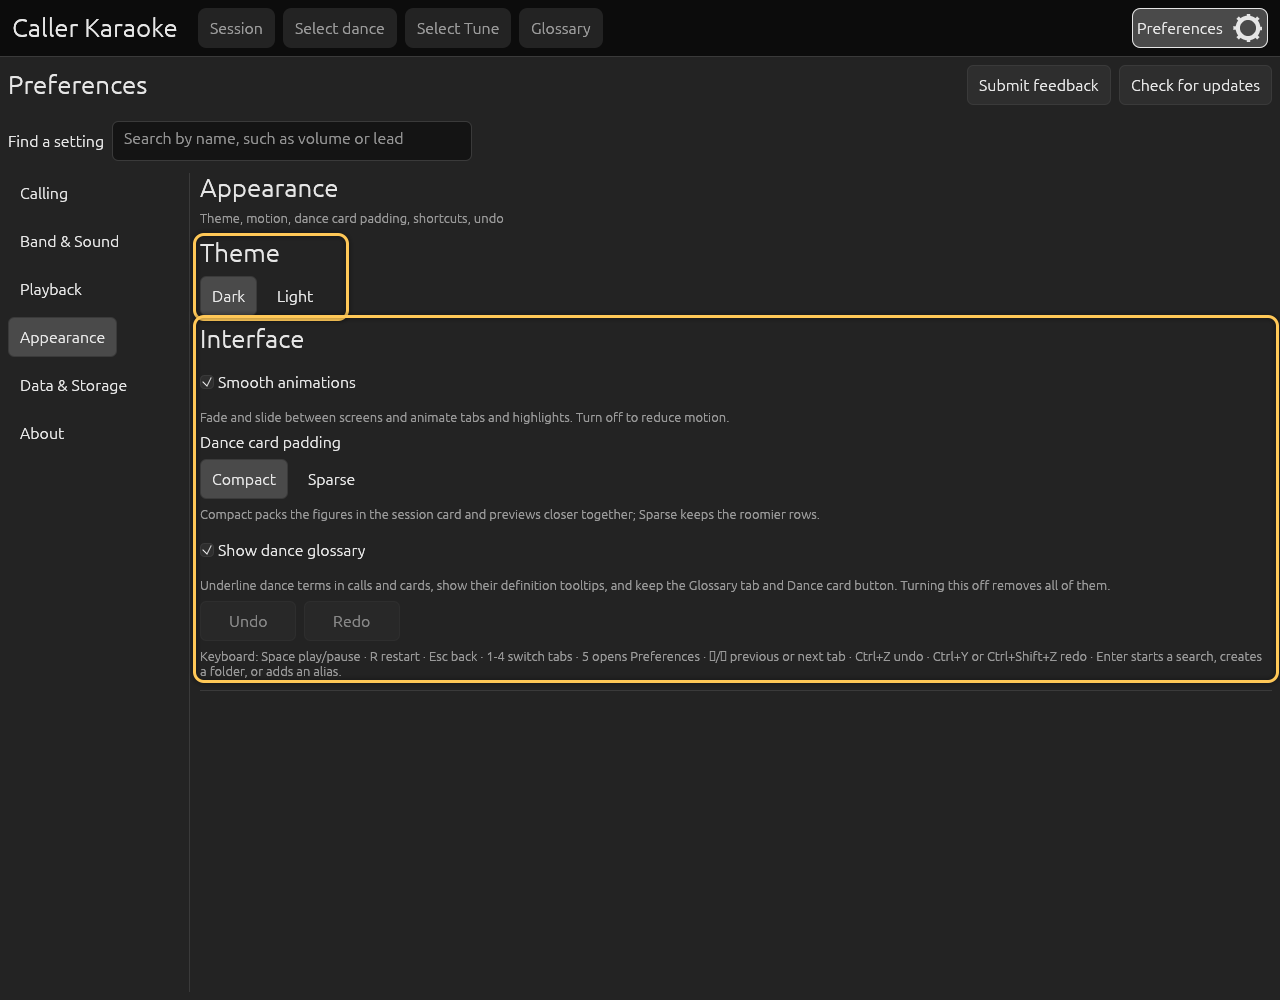 Caller Karaoke
Session
Select dance
Select Tune
Glossary
Preferences
Preferences
Submit feedback
Check for updates
Find a setting
Search by name, such as volume or lead
Calling
Band & Sound
Playback
Appearance
Data & Storage
About
Appearance
Theme, motion, dance card padding, shortcuts, undo
Theme
Dark
Light
Interface
Smooth animations
Fade and slide between screens and animate tabs and highlights. Turn off to reduce motion.
Dance card padding
Compact
Sparse
Compact packs the figures in the session card and previews closer together; Sparse keeps the roomier rows.
Show dance glossary
Underline dance terms in calls and cards, show their definition tooltips, and keep the Glossary tab and Dance card button. Turning this off removes all of them.
Undo
Redo
Keyboard: Space play/pause · R restart · Esc back · 1-4 switch tabs · 5 opens Preferences · ▯/▯ previous or next tab · Ctrl+Z undo · Ctrl+Y or Ctrl+Shift+Z redo · Enter starts a search, creates
a folder, or adds an alias.